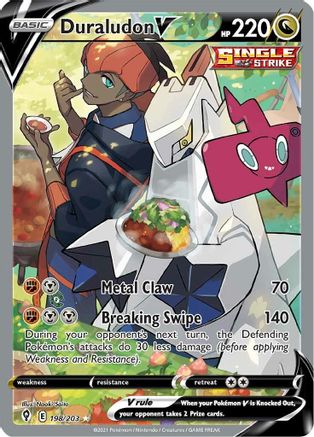 BASIC Duraludon V HP 220
SINGLE
STRIKE
Metal Claw 70
Breaking Swipe 140
During your opponent's next turn, the Defending
Pokémon's attacks do 30 less damage (before applying
Weakness and Resistance).
weakness resistance retreat
Illus. Naoki Saito
198/203
V rule When your Pokémon V is Knocked Out,
your opponent takes 2 Prize cards.
©2021 Pokémon / Nintendo / Creatures / GAME FREAK